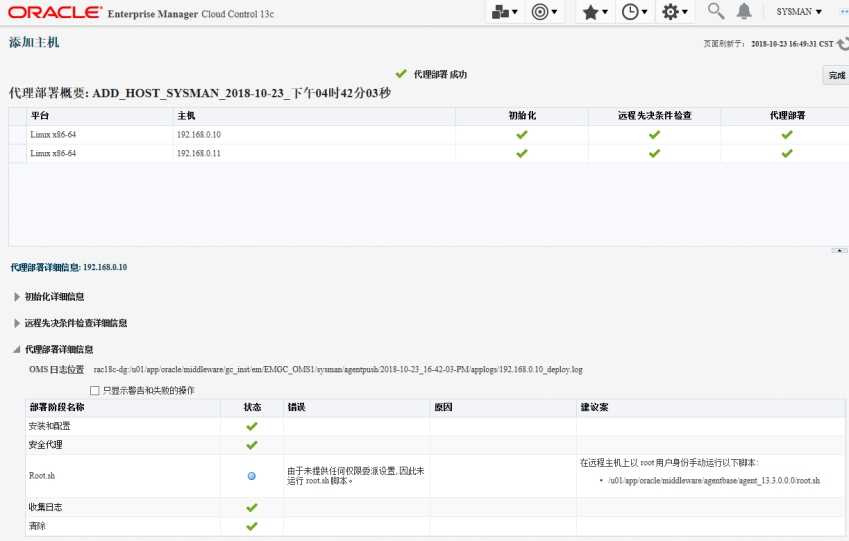 ORACLE® Enterprise Manager Cloud Control 13c
SYSMAN
添加主机
页面刷新于: 2018-10-23 16:49:31 CST
代理部署 成功
完成
代理部署概要: ADD_HOST_SYSMAN_2018-10-23_下午04时42分03秒
平台 主机 初始化 远程先决条件检查 代理部署
Linux x86-64 192.168.0.10
Linux x86-64 192.168.0.11
代理部署详细信息: 192.168.0.10
初始化详细信息
远程先决条件检查详细信息
代理部署详细信息
OMS 日志位置 rac18c-dg:/u01/app/oracle/middleware/gc_inst/em/EMGC_OMS1/sysman/agentpush/2018-10-23_16-42-03-PM/applogs/192.168.0.10_deploy.log
只显示警告和失败的操作
部署阶段名称 状态 错误 原因 建议案
安装和配置
安全代理
Root.sh
由于未提供任何权限委派设置, 因此未
运行 root.sh 脚本。
在远程主机上以 root 用户身份手动运行以下脚本:
• /u01/app/oracle/middleware/agentbase/agent_13.3.0.0.0/root.sh
收集日志
清除